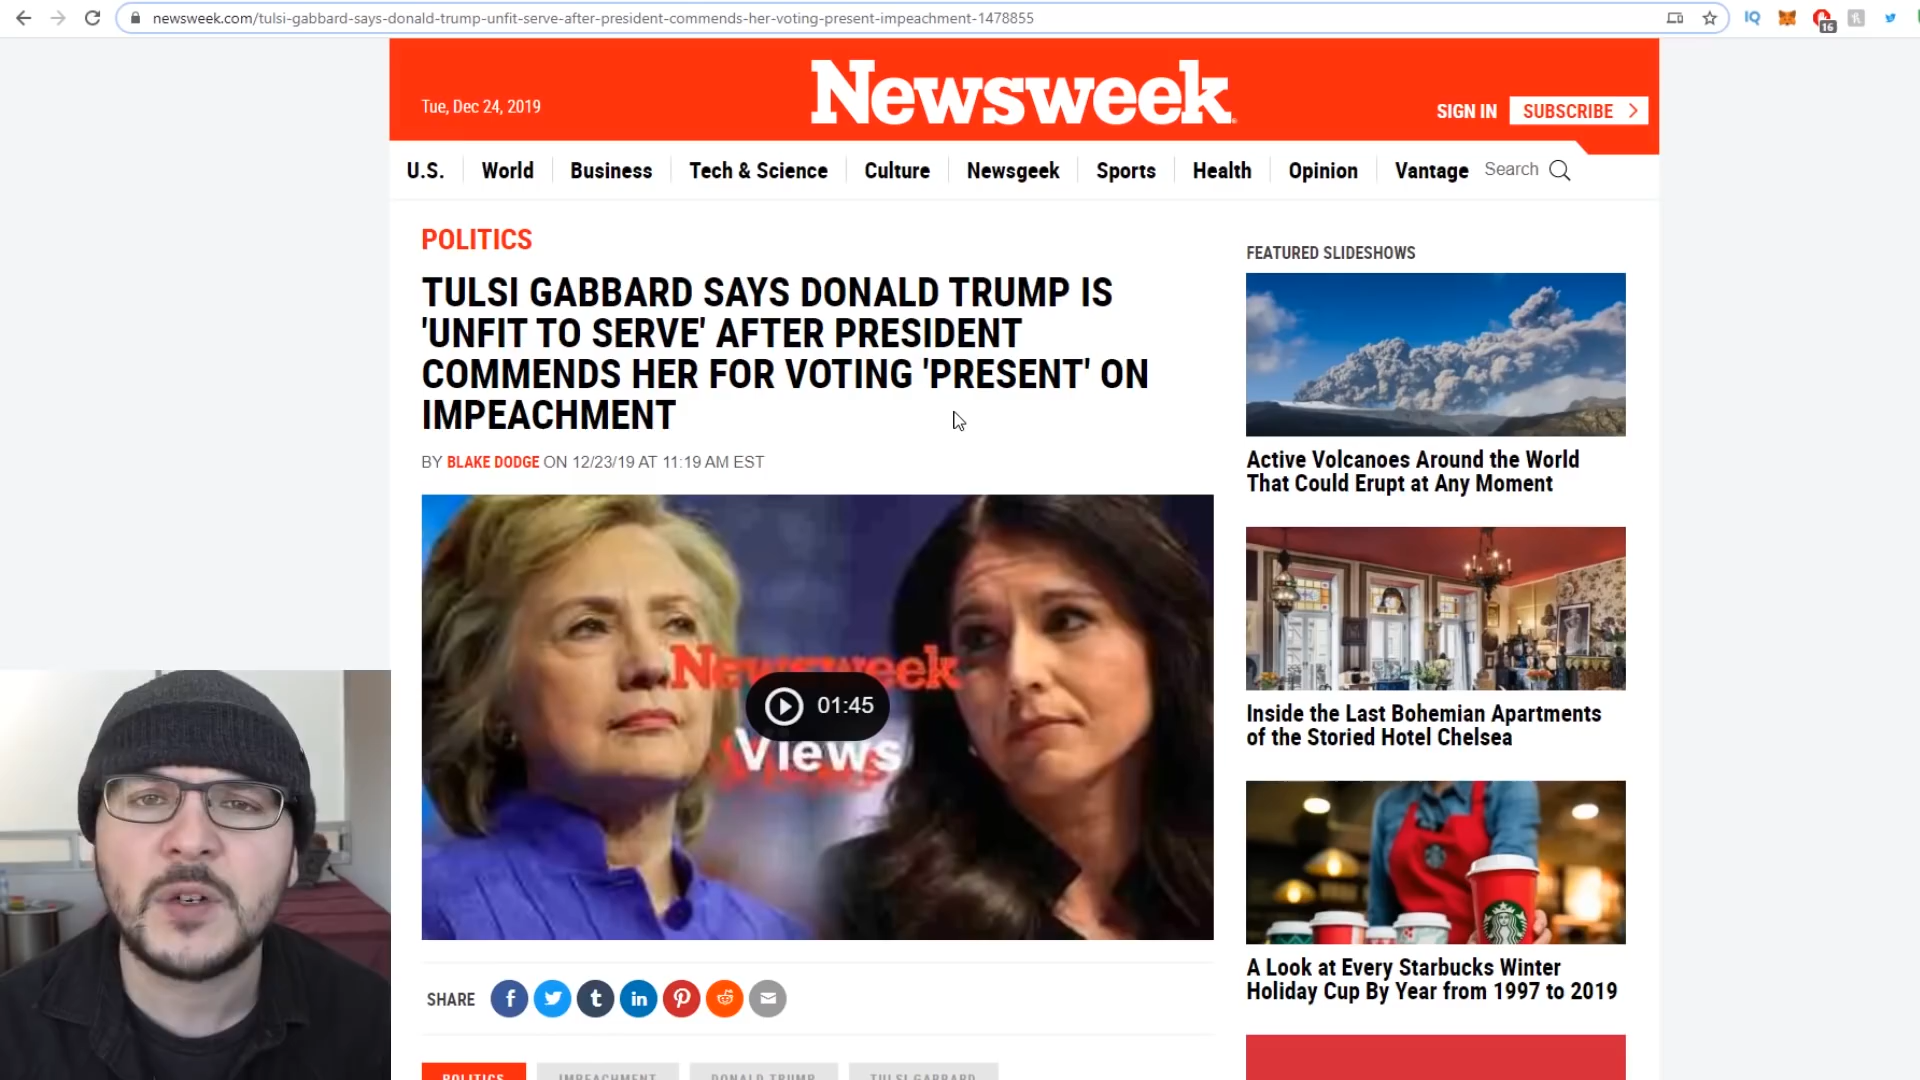 newsweek.com/tulsi-gabbard-says-donald-trump-unfit-serve-after-president-commends-her-voting-present-impeachment-1478855
IQ
16
Tue, Dec 24, 2019
Newsweek
SIGN IN
SUBSCRIBE
U.S.
World
Business
Tech & Science
Culture
Newsgeek
Sports
Health
Opinion
Vantage
Search
POLITICS
TULSI GABBARD SAYS DONALD TRUMP IS
'UNFIT TO SERVE' AFTER PRESIDENT
COMMENDS HER FOR VOTING 'PRESENT' ON
IMPEACHMENT
BY BLAKE DODGE ON 12/23/19 AT 11:19 AM EST
Newsweek
01:45
Views
SHARE
POLITICS
IMPEACHMENT
DONALD TRUMP
TULSI GABBARD
FEATURED SLIDESHOWS
Active Volcanoes Around the World
That Could Erupt at Any Moment
Inside the Last Bohemian Apartments
of the Storied Hotel Chelsea
A Look at Every Starbucks Winter
Holiday Cup By Year from 1997 to 2019